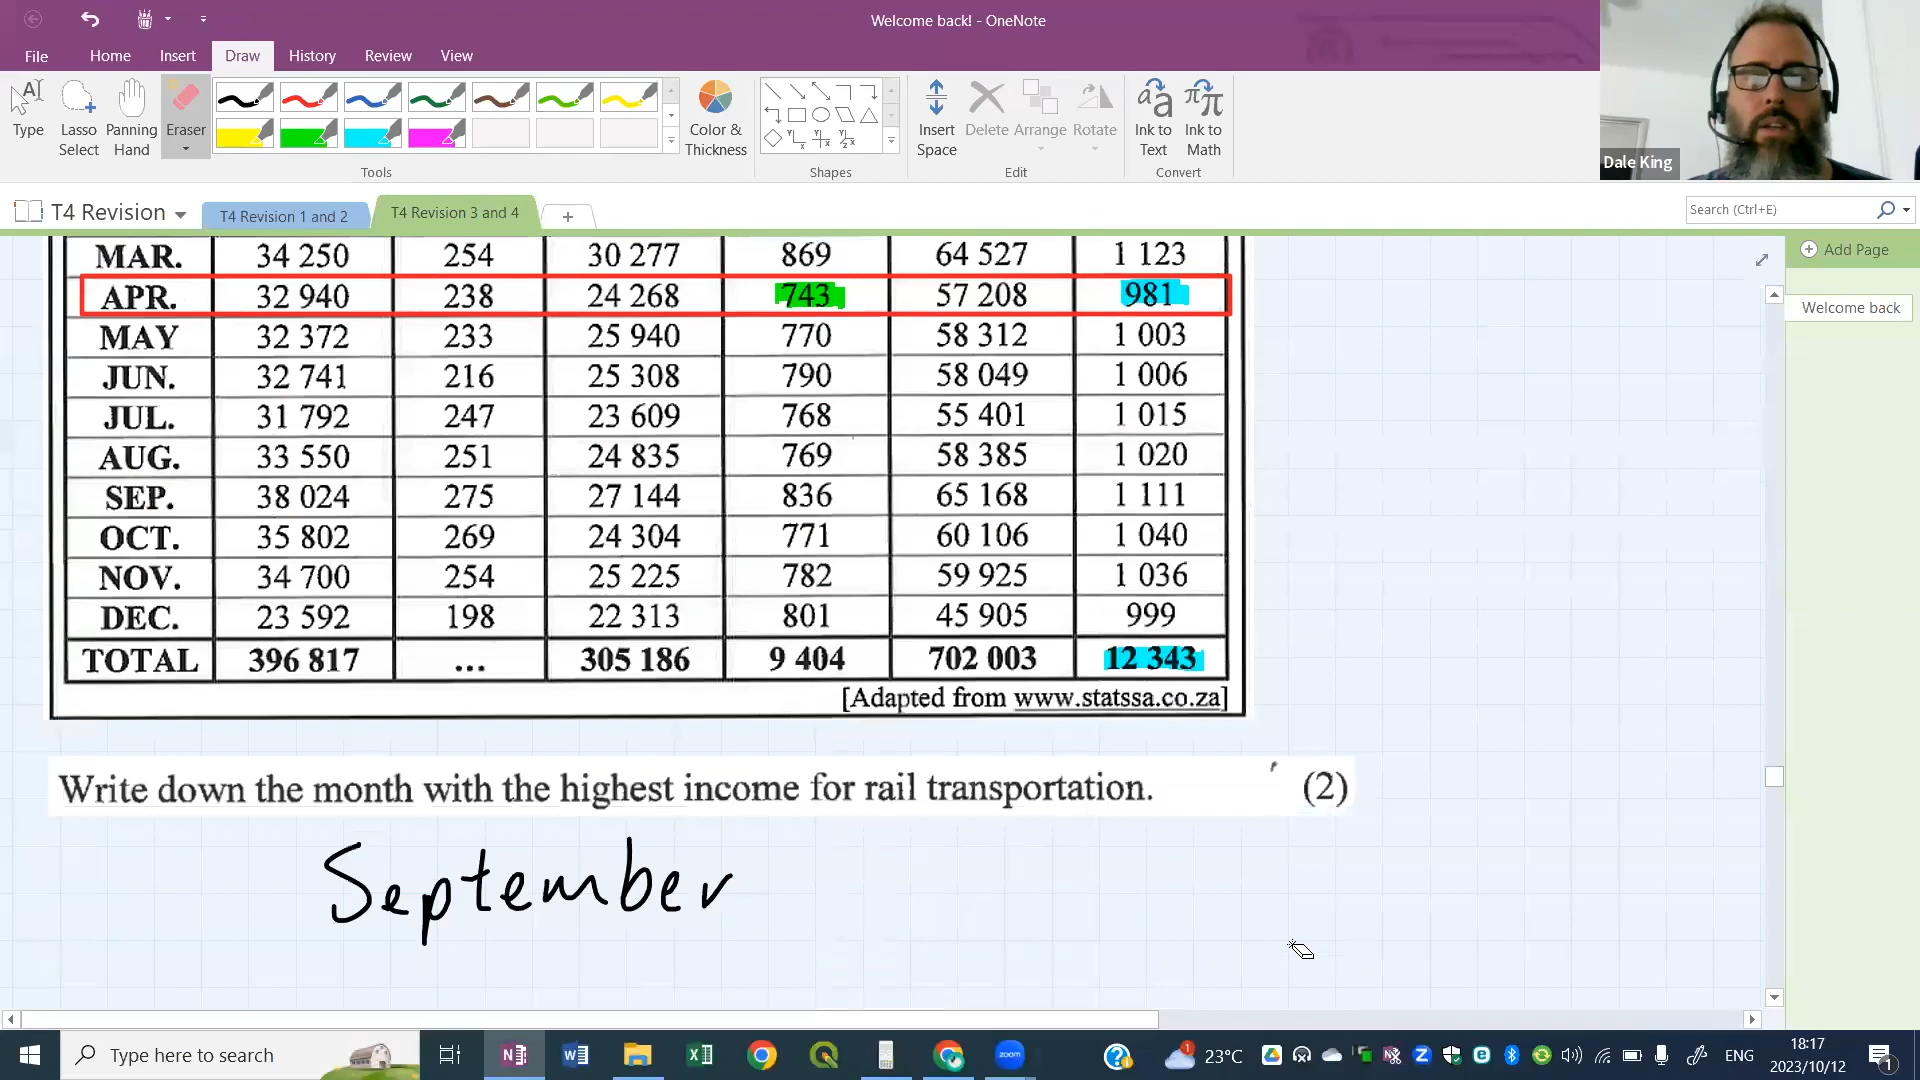 Welcome back! - OneNote
File Home Insert Draw History Review View
Type
Lasso Select
Panning Hand
Eraser
Color & Thickness
Insert Space
Delete
Arrange
Rotate
Ink to Text
Ink to Math
Tools
Shapes
Edit
Convert
Dale King
T4 Revision
T4 Revision 1 and 2
T4 Revision 3 and 4
Search (Ctrl+E)
Add Page
Welcome back
MAR. 34 250 254 30 277 869 64 527 1 123
APR. 32 940 238 24 268 743 57 208 981
MAY 32 372 233 25 940 770 58 312 1 003
JUN. 32 741 216 25 308 790 58 049 1 006
JUL. 31 792 247 23 609 768 55 401 1 015
AUG. 33 550 251 24 835 769 58 385 1 020
SEP. 38 024 275 27 144 836 65 168 1 111
OCT. 35 802 269 24 304 771 60 106 1 040
NOV. 34 700 254 25 225 782 59 925 1 036
DEC. 23 592 198 22 313 801 45 905 999
TOTAL 396 817 ... 305 186 9 404 702 003 12 343
[Adapted from www.statssa.co.za]
Write down the month with the highest income for rail transportation. (2)
September
Type here to search
zoom
23°C
ENG
18:17
2023/10/12
1